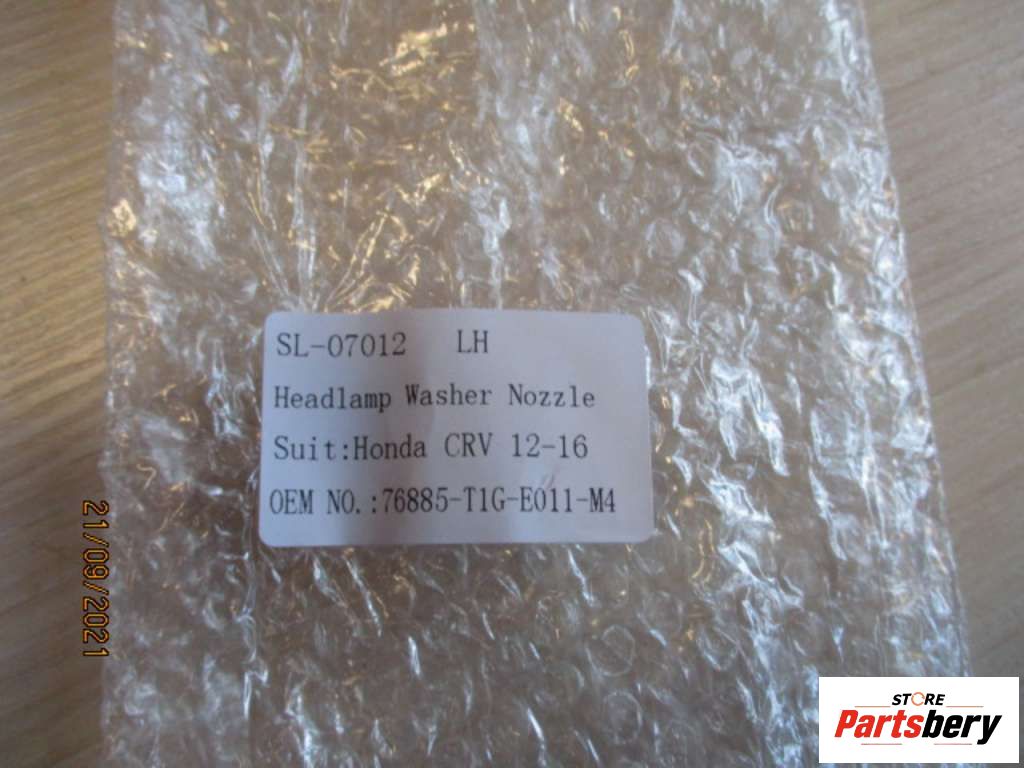 SL-07012 LH
Headlamp Washer Nozzle
Suit:Honda CRV 12-16
OEM NO.:76885-T1G-E011-M4
21/09/2021
STORE
Partsbery